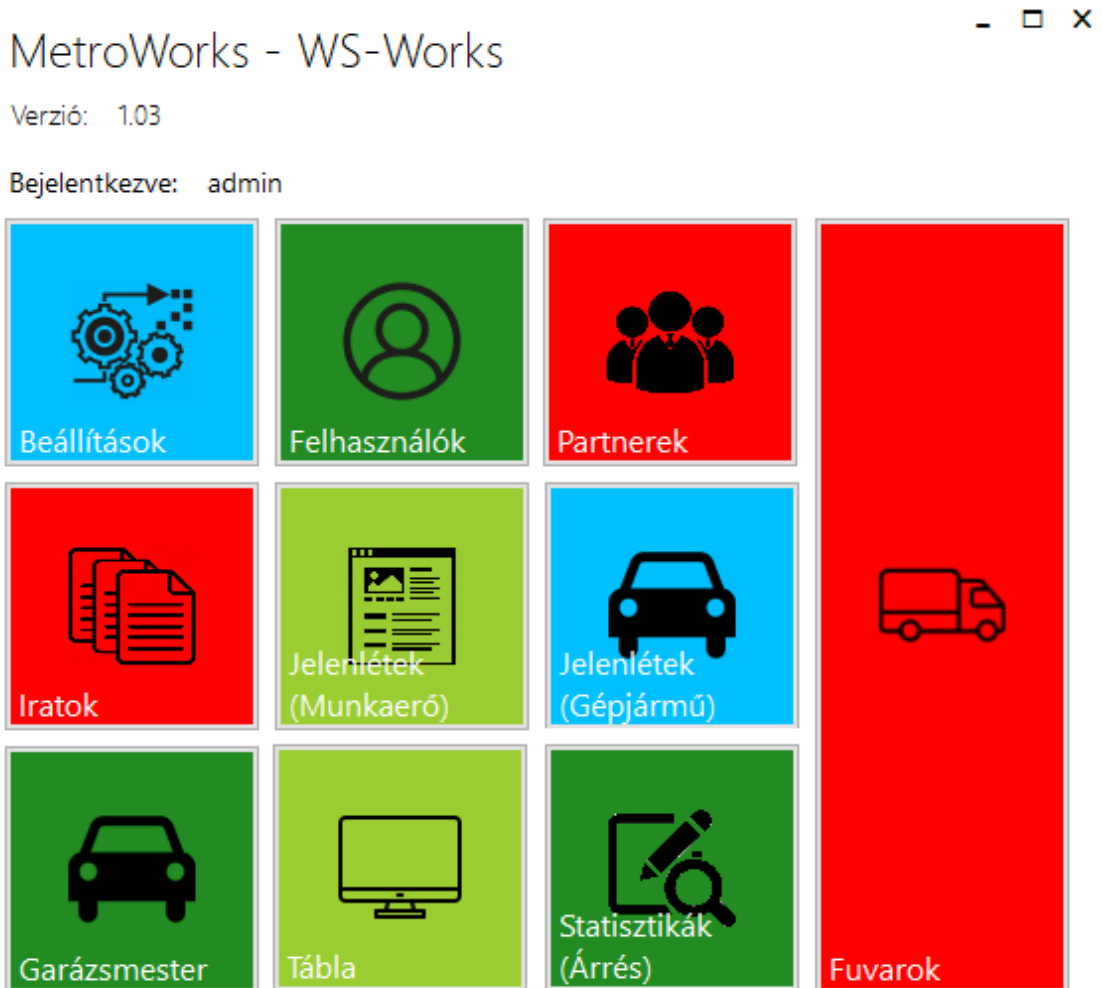 MetroWorks - WS-Works
Verzió: 1.03
Bejelentkezve: admin
Beállítások
Felhasználók
Partnerek
Iratok
Jelenlétek
(Munkaerő)
Jelenlétek
(Gépjármű)
Garázsmester
Tábla
Statisztikák
(Árrés)
Fuvarok